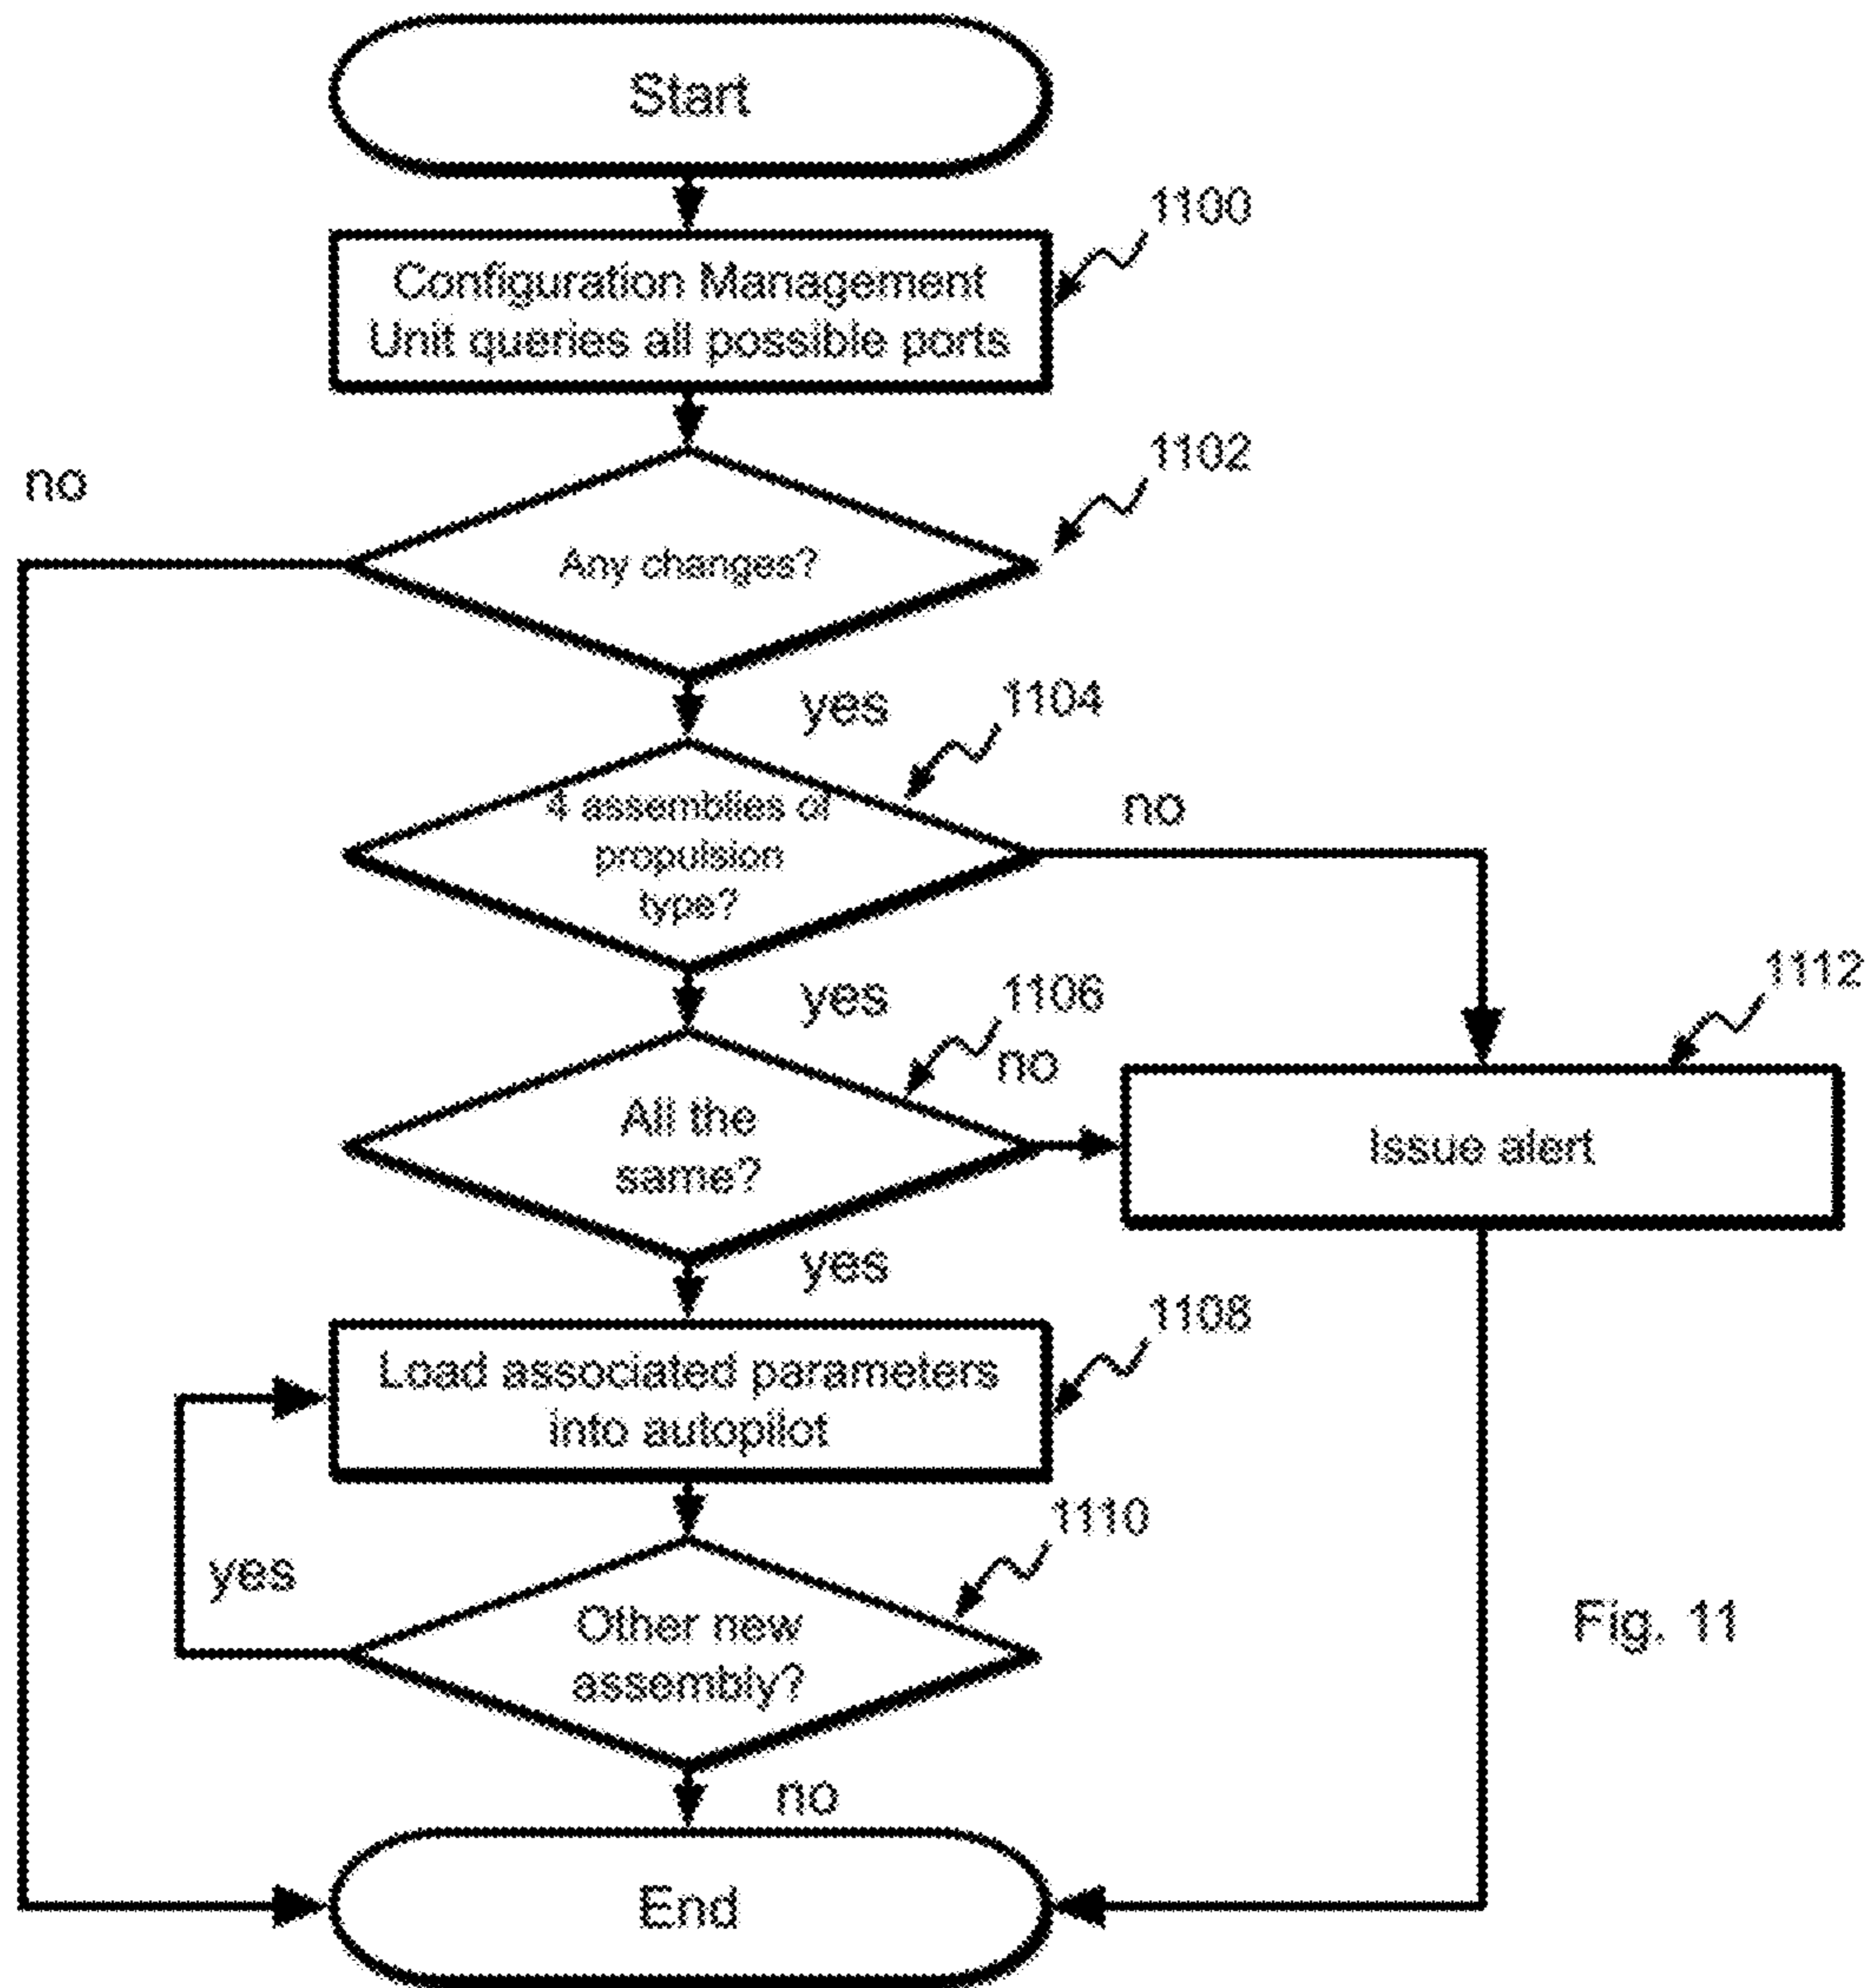 Start
1100
Configuration Management
Unit queries all possible ports
1102
no
Any changes?
yes
1104
4 assemblies of
propulsion
type?
no
yes
1106
no
1112
All the
same?
Issue alert
yes
1108
Load associated parameters
into autopilot
1110
yes
Other new
assembly?
Fig. 11
no
End